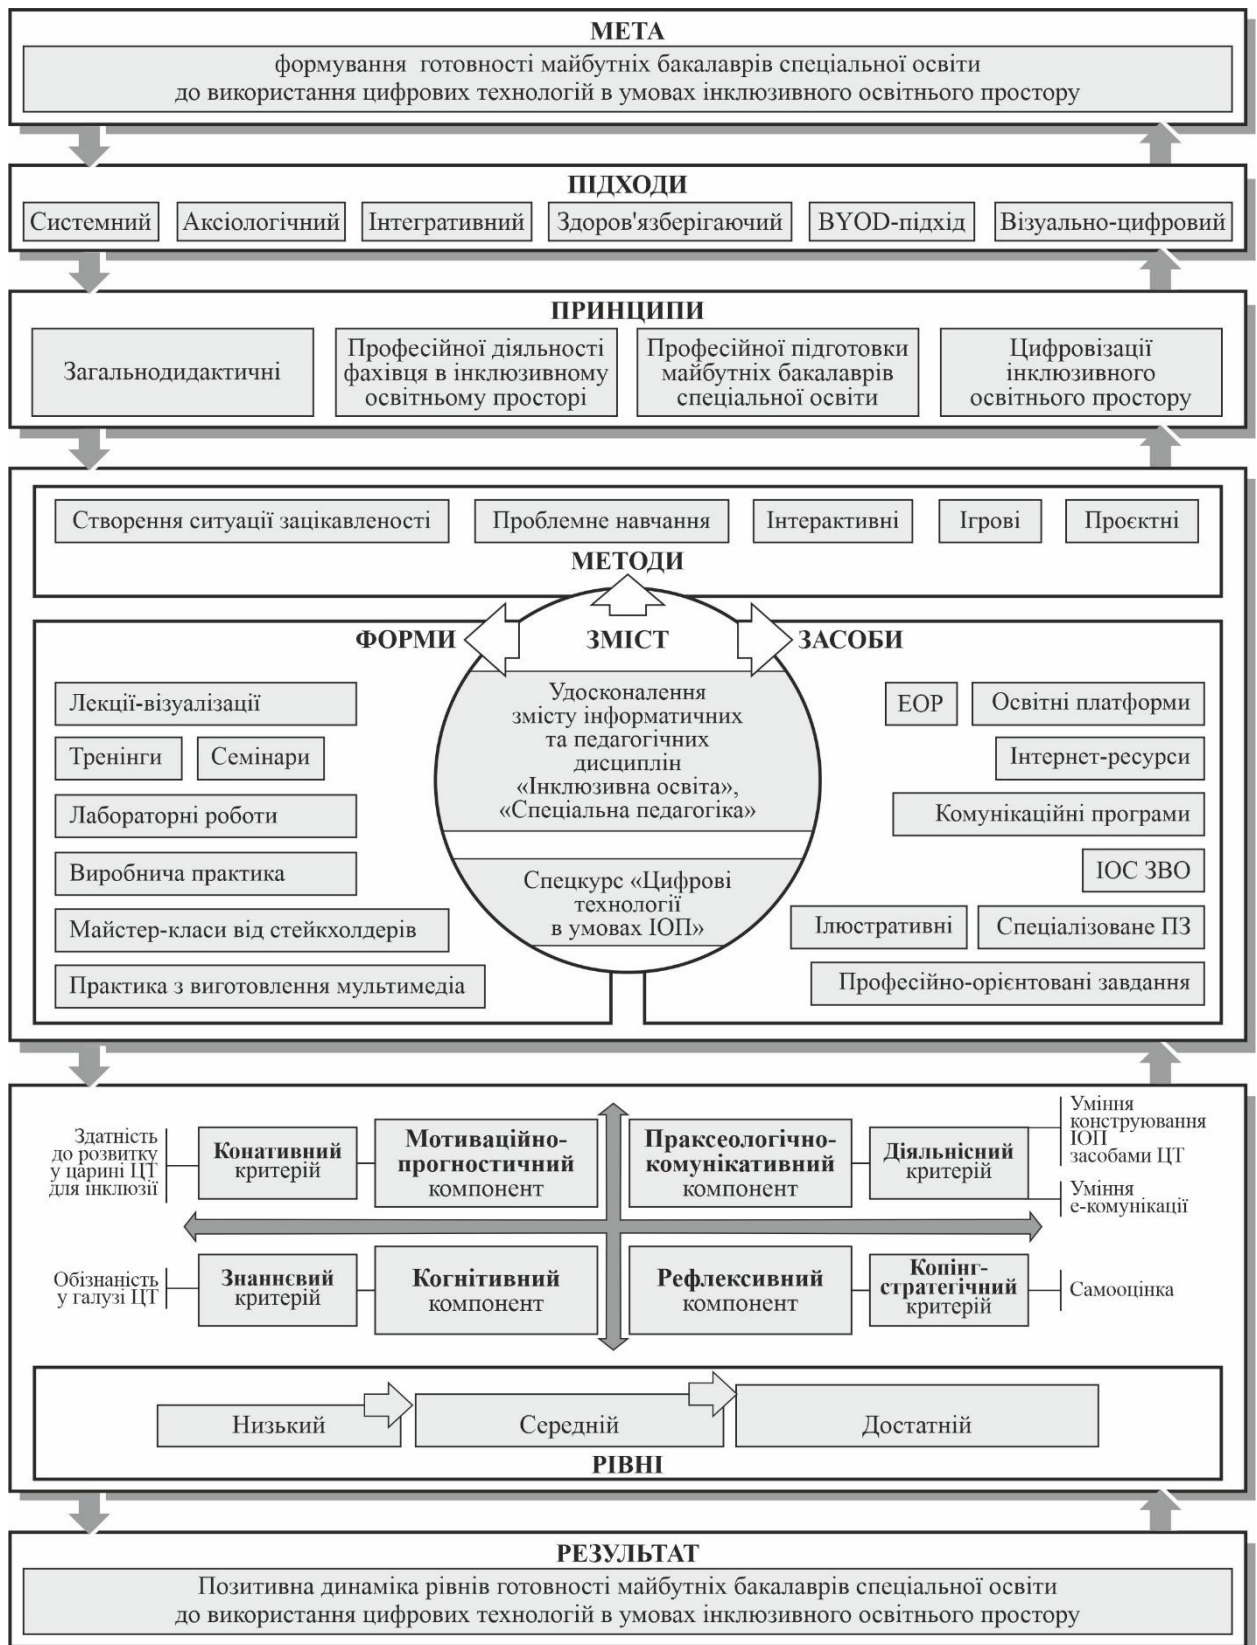 МЕТА
формування готовності майбутніх бакалаврів спеціальної освіти
до використання цифрових технологій в умовах інклюзивного освітнього простору
ПІДХОДИ
Системний
Аксіологічний
Інтегративний
Здоров'язберігаючий
BYOD-підхід
Візуально-цифровий
ПРИНЦИПИ
Загальнодидактичні
Професійної діяльності
фахівця в інклюзивному
освітньому просторі
Професійної підготовки
майбутніх бакалаврів
спеціальної освіти
Цифровізації
інклюзивного
освітнього простору
Створення ситуації зацікавленості
Проблемне навчання
Інтерактивні
Ігрові
Проєктні
МЕТОДИ
ФОРМИ
Лекції-візуалізації
Тренінги
Семінари
Лабораторні роботи
Виробнича практика
Майстер-класи від стейкхолдерів
Практика з виготовлення мультимедіа
ЗМІСТ
Удосконалення
змісту інформатичних
та педагогічних
дисциплін
«Інклюзивна освіта»,
«Спеціальна педагогіка»
Спецкурс «Цифрові
технології
в умовах ІОП»
ЗАСОБИ
ЕОР
Освітні платформи
Інтернет-ресурси
Комунікаційні програми
ІОС ЗВО
Ілюстративні
Спеціалізоване ПЗ
Професійно-орієнтовані завдання
Здатність
до розвитку
у царині ЦТ
для інклюзії
Конативний
критерій
Мотиваційно-
прогностичний
компонент
Праксеологічно-
комунікативний
компонент
Діяльнісний
критерій
Уміння
конструювання
ІОП
засобами ЦТ
Уміння
е-комунікації
Обізнаність
у галузі ЦТ
Знаннєвий
критерій
Когнітивний
компонент
Рефлексивний
компонент
Копінг-
стратегічний
критерій
Самооцінка
Низький
Середній
Достатній
РІВНІ
РЕЗУЛЬТАТ
Позитивна динаміка рівнів готовності майбутніх бакалаврів спеціальної освіти
до використання цифрових технологій в умовах інклюзивного освітнього простору